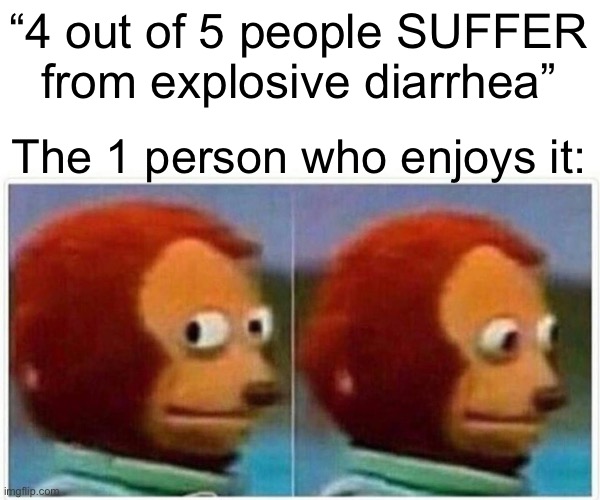 “4 out of 5 people SUFFER
from explosive diarrhea”
The 1 person who enjoys it:
imgflip.com